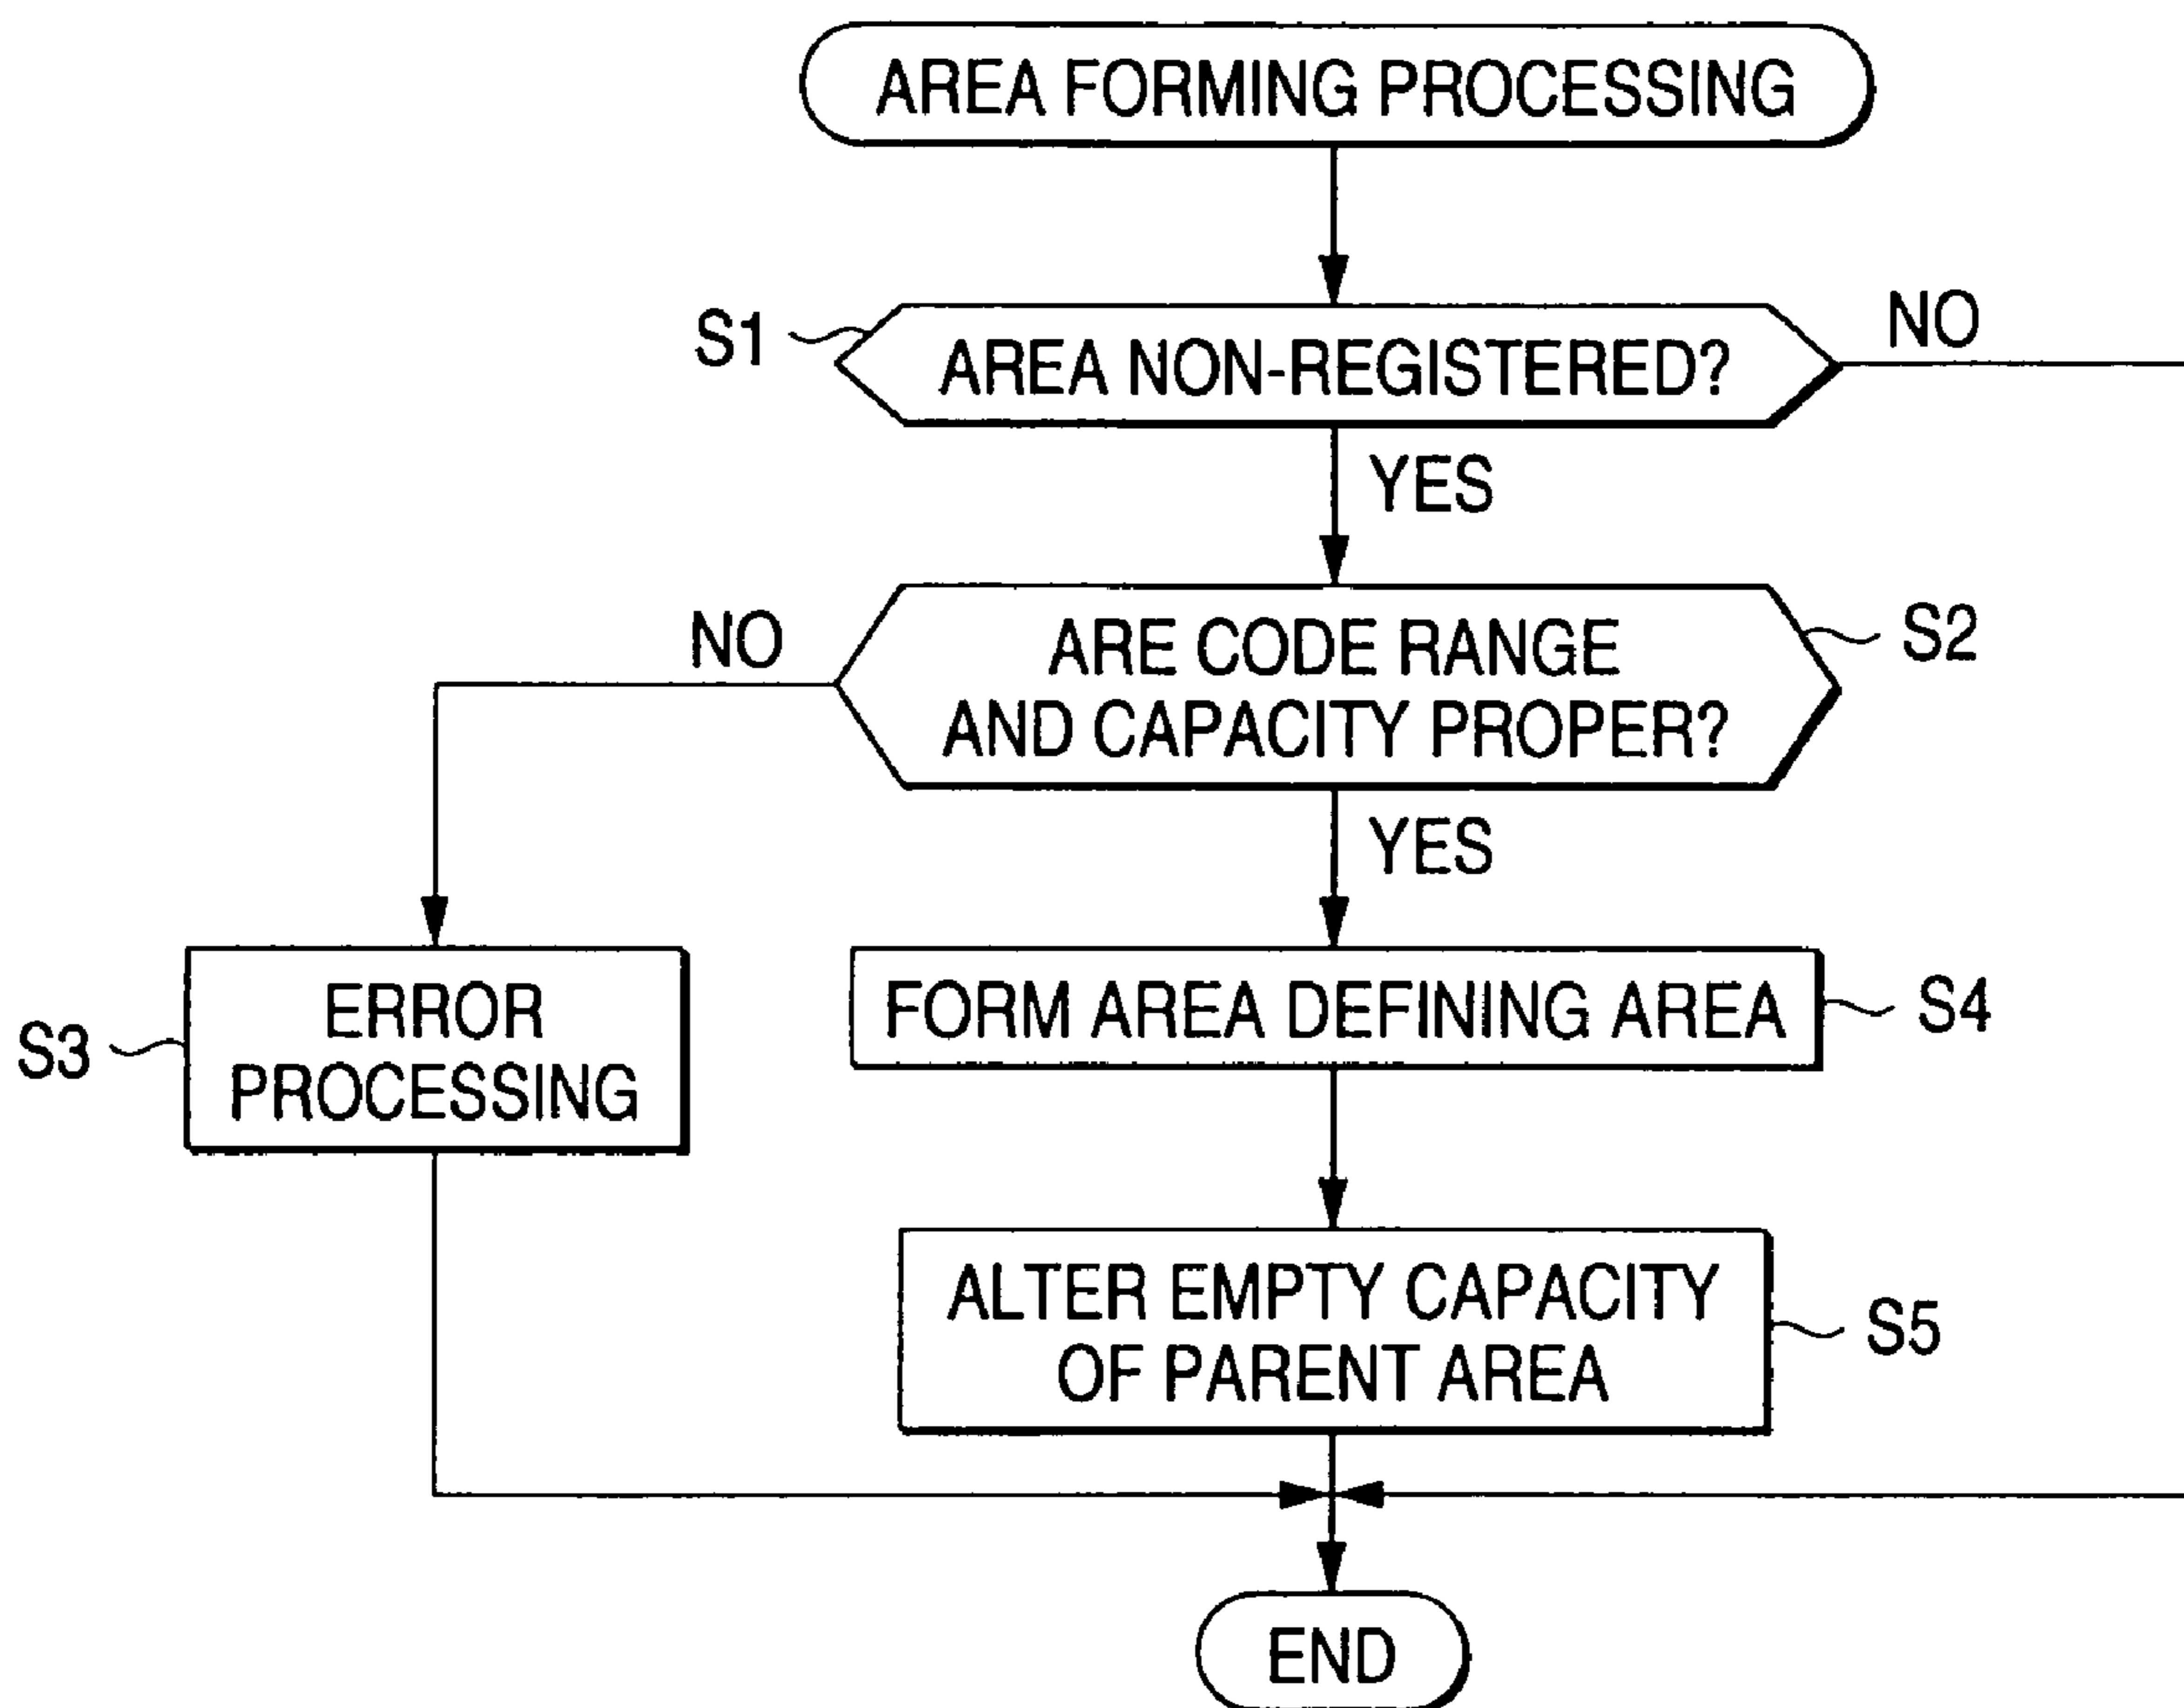 AREA FORMING PROCESSING
S1
AREA NON-REGISTERED?
NO
YES
NO
ARE CODE RANGE
AND CAPACITY PROPER?
S2
YES
S3
ERROR
PROCESSING
FORM AREA DEFINING AREA
S4
ALTER EMPTY CAPACITY
OF PARENT AREA
S5
END